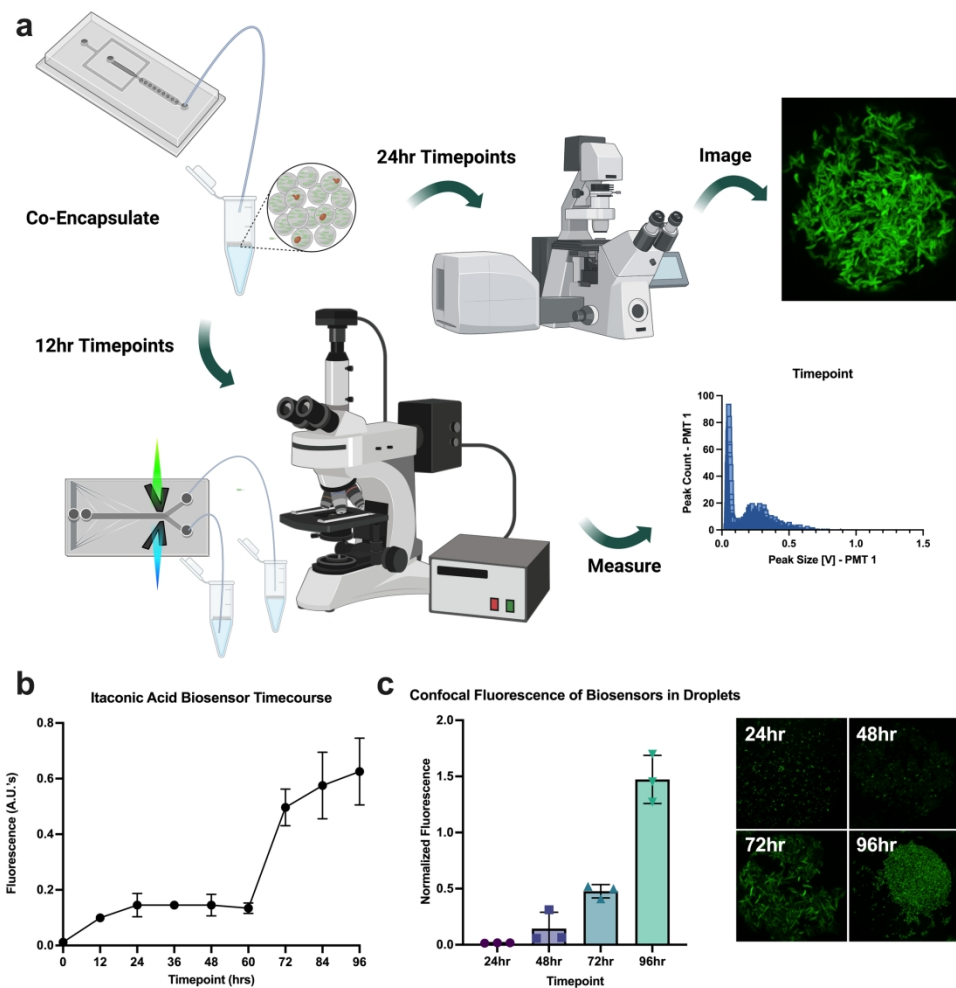 a
Co-Encapsulate
24hr Timepoints
Image
12hr Timepoints
Measure
Timepoint
Peak Count - PMT 1
100
80
60
40
20
0
0.0 0.5 1.0 1.5
Peak Size [V] - PMT 1
b
Itaconic Acid Biosensor Timecourse
Fluorescence (A.U.'s)
0.8
0.6
0.4
0.2
0.0
0 12 24 36 48 60 72 84 96
Timepoint (hrs)
c
Confocal Fluorescence of Biosensors in Droplets
Normalized Fluorescence
2.0
1.5
1.0
0.5
0.0
24hr 48hr 72hr 96hr
Timepoint
24hr 48hr
72hr 96hr